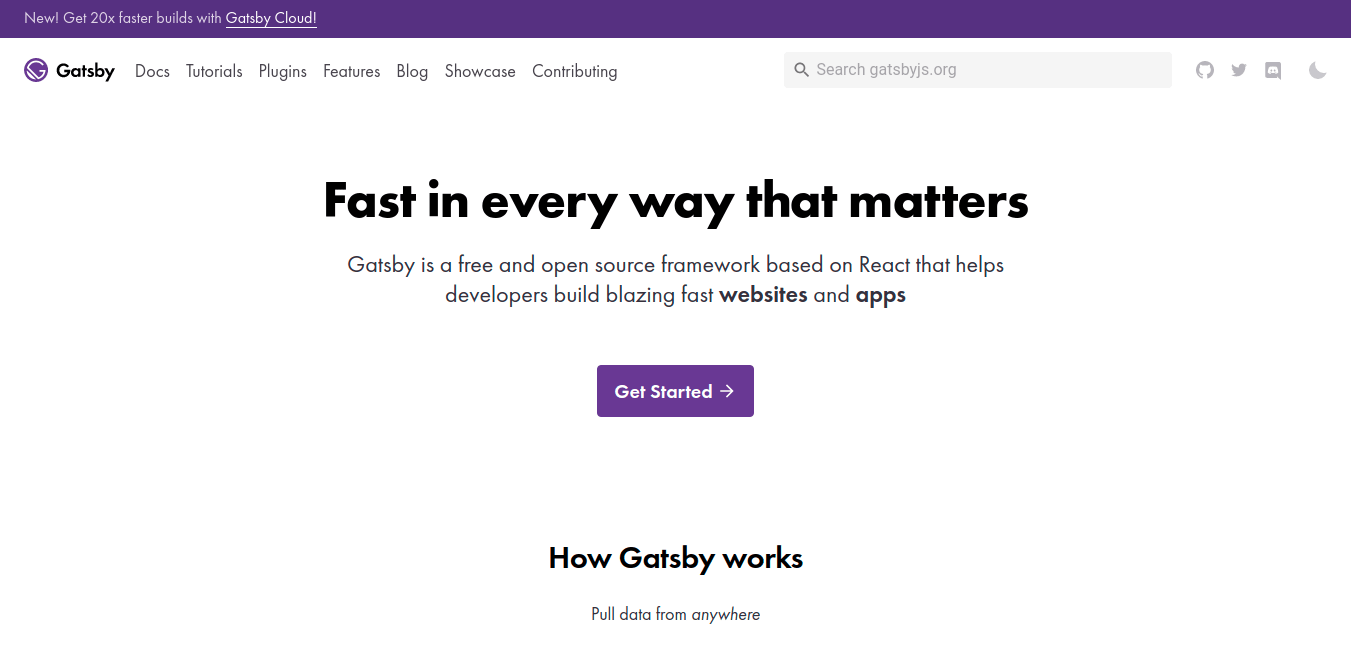 New! Get 20x faster builds with Gatsby Cloud!
Gatsby Docs Tutorials Plugins Features Blog Showcase Contributing Search gatsbyjs.org
Fast in every way that matters
Gatsby is a free and open source framework based on React that helps
developers build blazing fast websites and apps
Get Started →
How Gatsby works
Pull data from anywhere